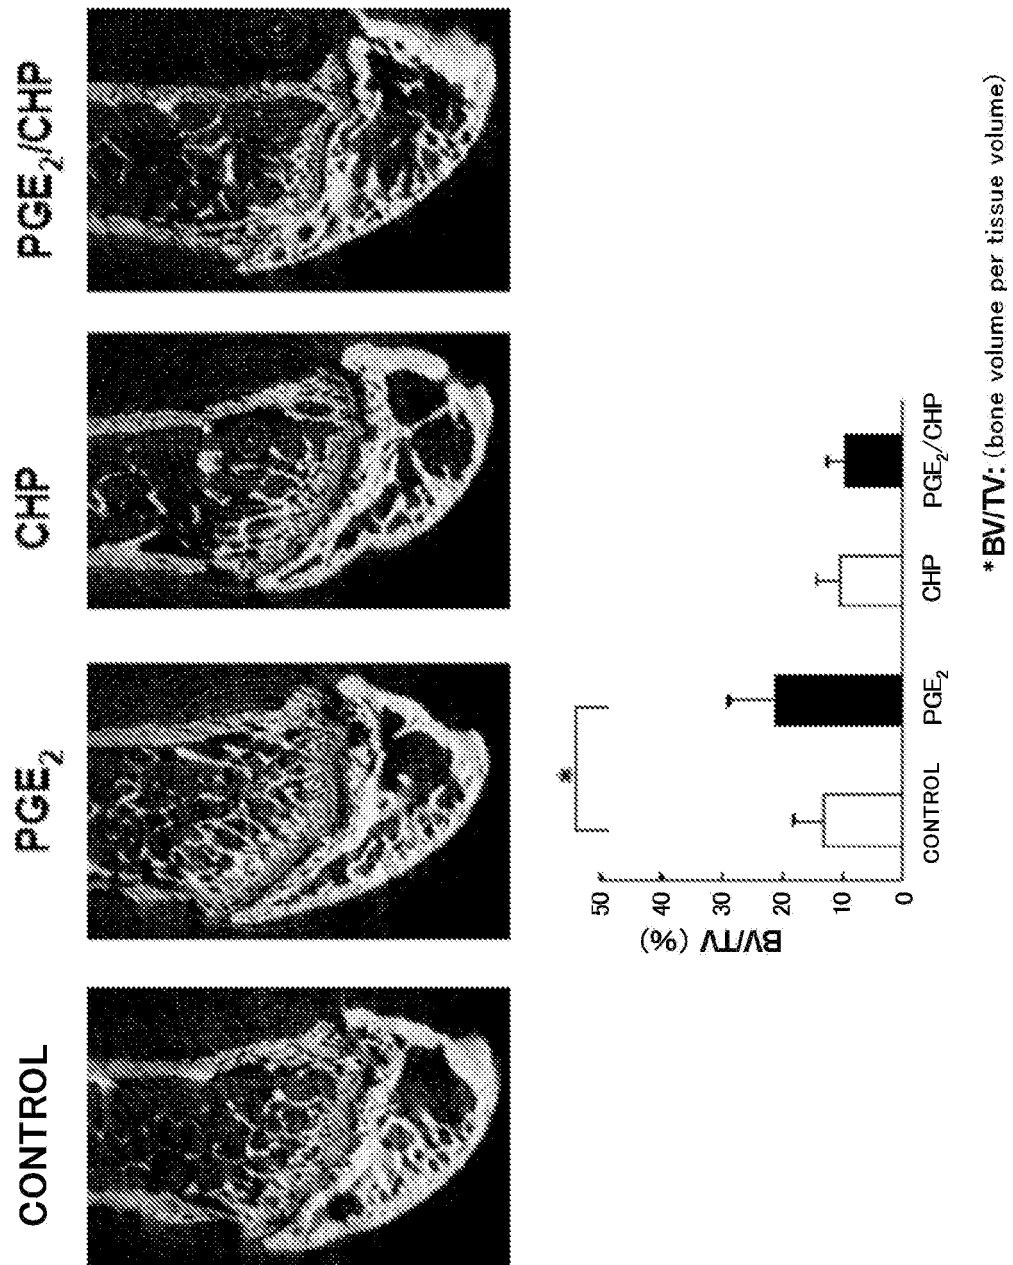 CONTROL
PGE₂
CHP
PGE₂/CHP
BV/TV (%)
50
40
30
20
10
0
*
CONTROL
PGE₂
CHP
PGE₂/CHP
*BV/TV: (bone volume per tissue volume)